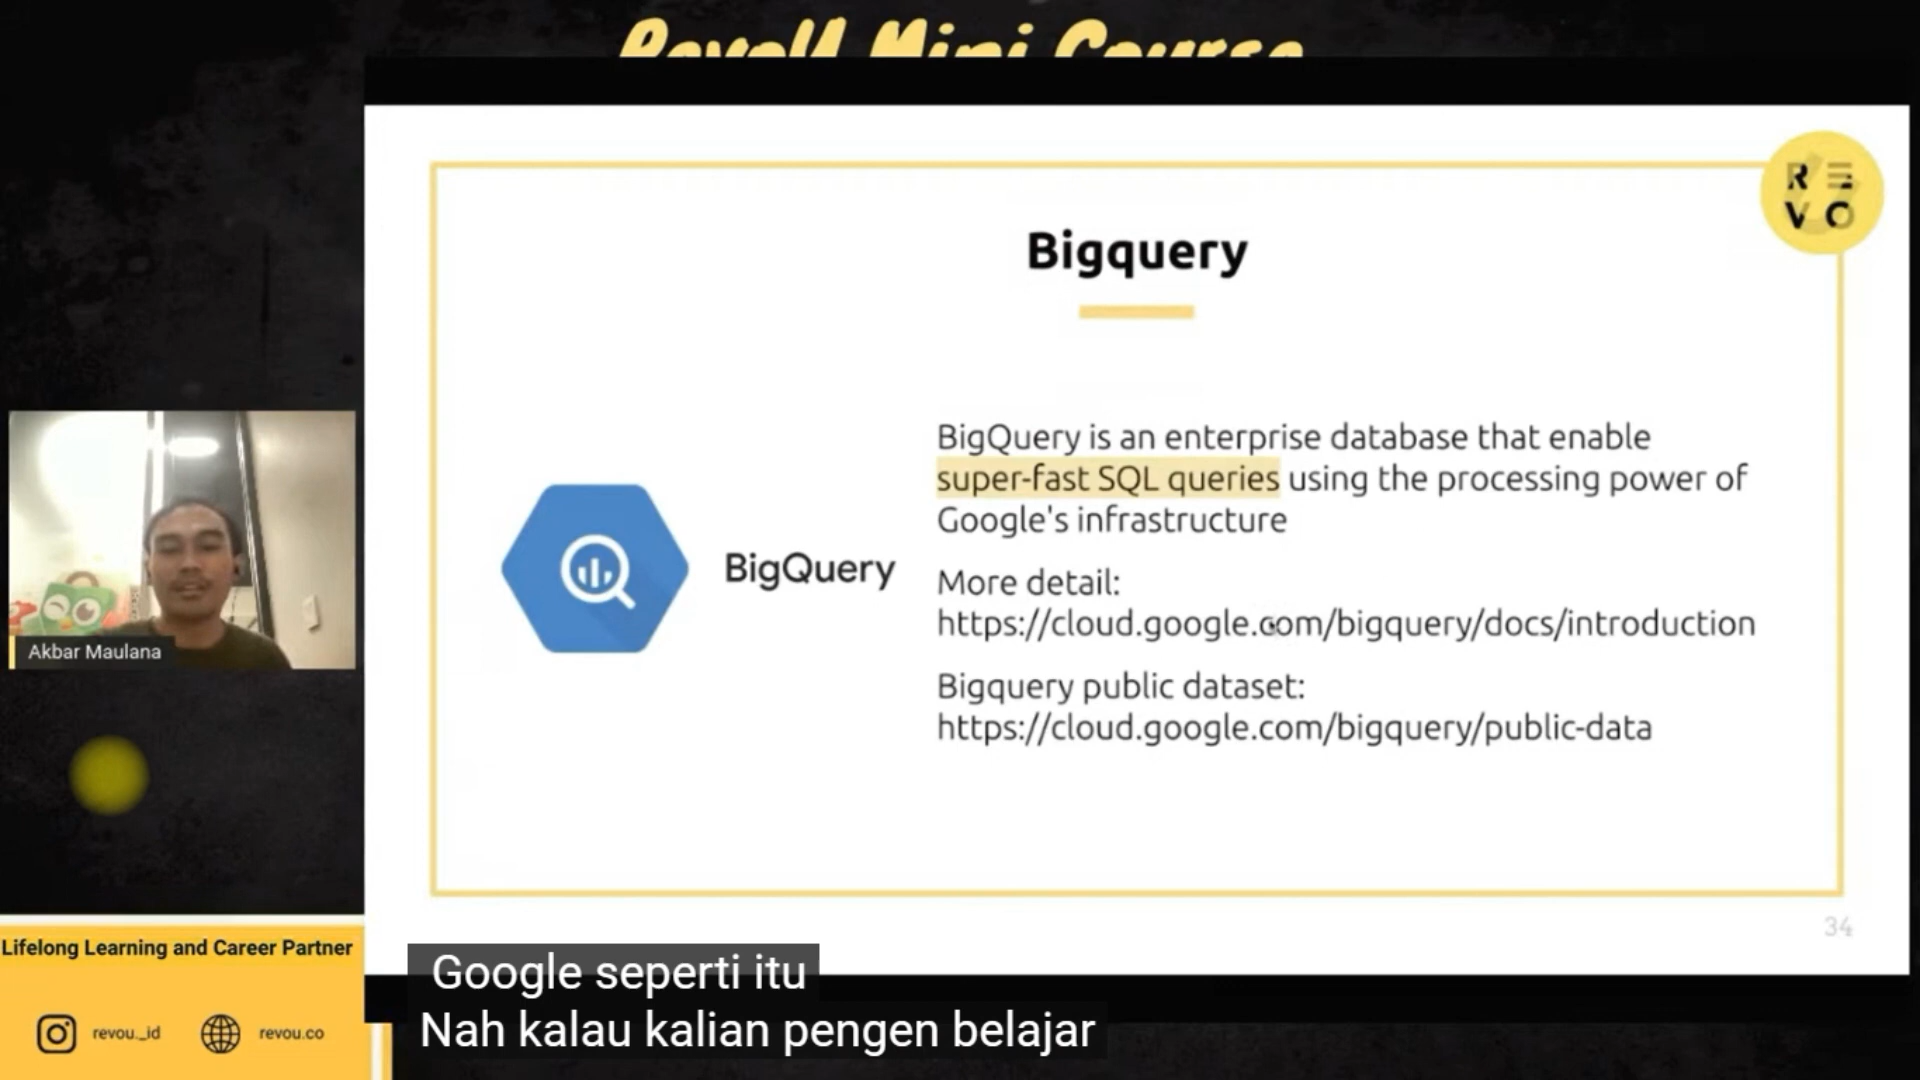 RevoU Mini Course
R E
V O
Bigquery
BigQuery is an enterprise database that enable
super-fast SQL queries using the processing power of
Google's infrastructure
BigQuery
More detail:
https://cloud.google.com/bigquery/docs/introduction
Bigquery public dataset:
https://cloud.google.com/bigquery/public-data
Akbar Maulana
34
Lifelong Learning and Career Partner
revou_id
revou.co
Google seperti itu
Nah kalau kalian pengen belajar